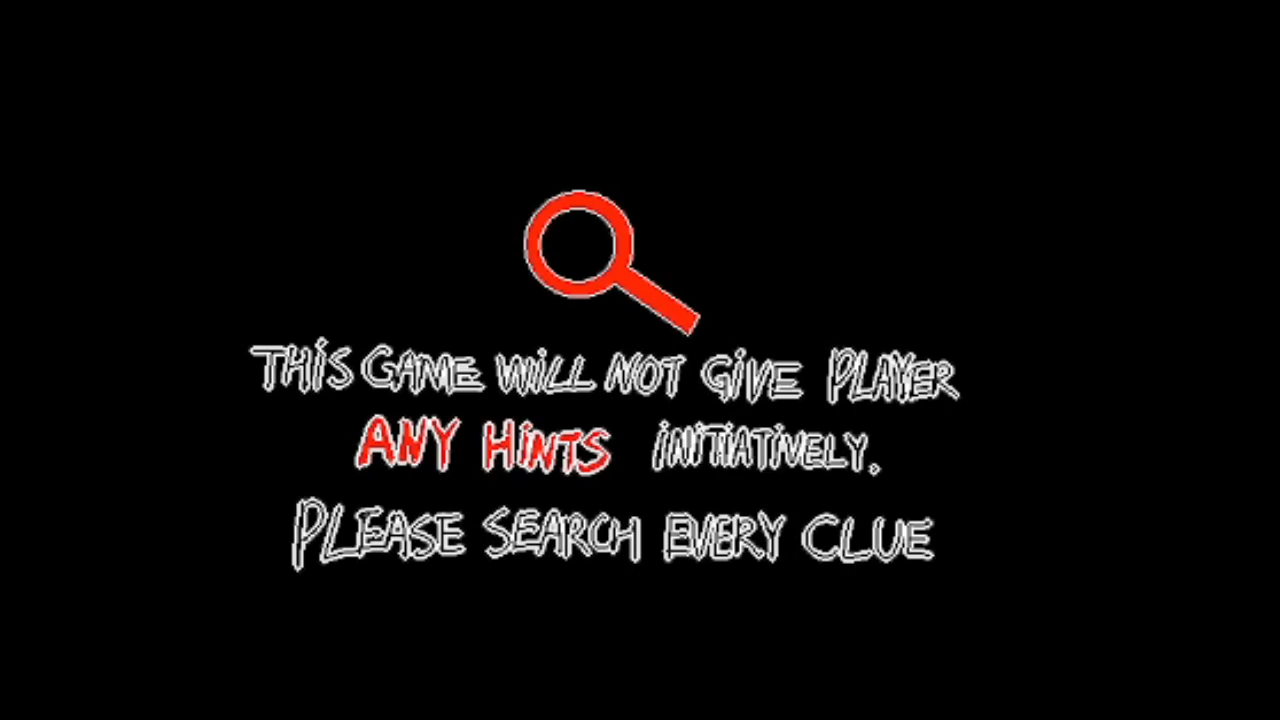 THiS GAME WiLL NOT GiVE PLAYER
ANY HiNTS iNiTiATiVELY.
PLEASE SEARCH EVERY CLUE